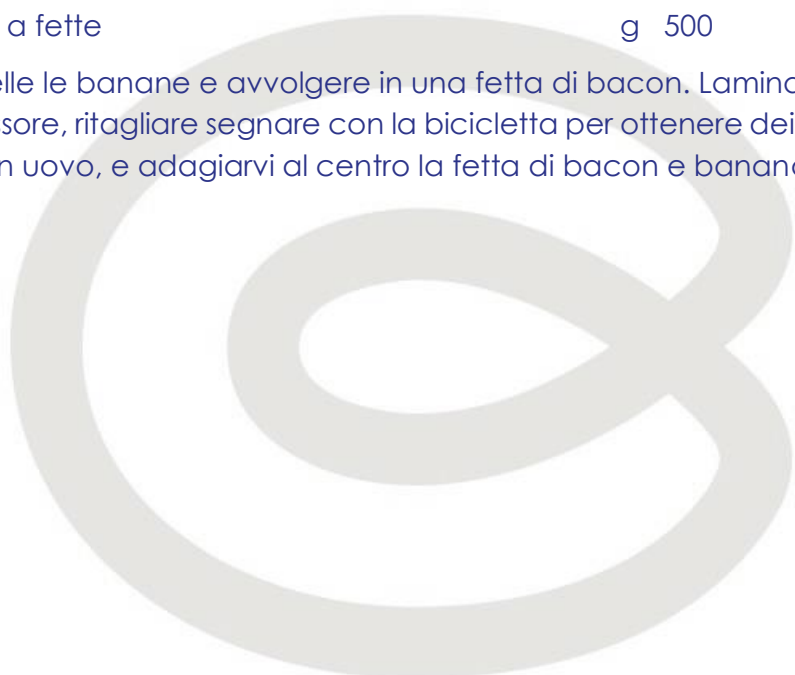 a fette g 500
elle le banane e avvolgere in una fetta di bacon. Lamina
ssore, ritagliare segnare con la bicicletta per ottenere dei
n uovo, e adagiarvi al centro la fetta di bacon e banana